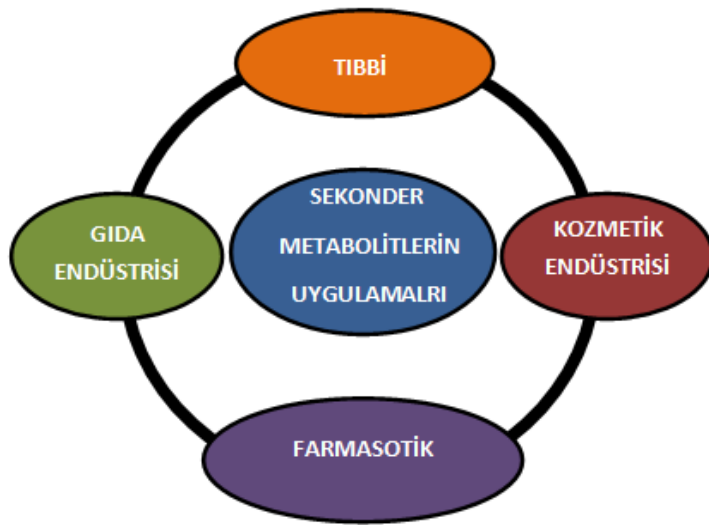 TIBBİ
GIDA
ENDÜSTRİSİ
SEKONDER
METABOLİTLERİN
UYGULAMALRI
KOZMETİK
ENDÜSTRİSİ
FARMASOTİK